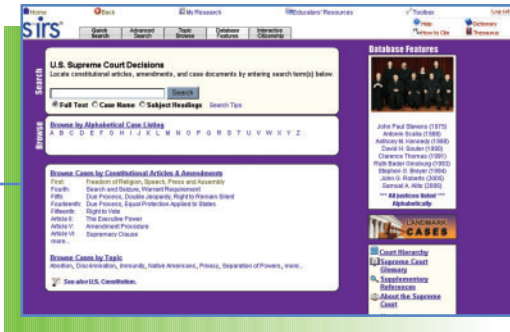 Home Back My Research Educators' Resources Toolbox
sirs
Quick Search
Advanced Search
Topic Browse
Database Features
Interactive Citizenship
Help
How to Cite
Dictionary
Thesaurus
Search
U.S. Supreme Court Decisions
Locate constitutional articles, amendments, and case documents by entering search term(s) below.
Search
Full Text Case Name Subject Headings Search Tips
Browse
Browse by Alphabetical Case Listing
A B C D E F G H I J K L M N O P Q R S T U V W X Y Z
Browse Cases by Constitutional Articles & Amendments
First: Freedom of Religion, Speech, Press and Assembly
Fourth: Search and Seizure, Warrant Requirement
Fifth: Due Process, Double Jeopardy, Right to Remain Silent
Fourteenth: Due Process, Equal Protection Applied to States
Fifteenth: Right to Vote
Article II: The Executive Power
Article V: Amendment Procedure
Article VI: Supremacy Clause
more...
Browse Cases by Topic
Abortion, Discrimination, Immunity, Native Americans, Privacy, Separation of Powers, more...
See also U.S. Constitution.
Database Features
John Paul Stevens (1975)
Antonin Scalia (1986)
Anthony M. Kennedy (1988)
David H. Souter (1990)
Clarence Thomas (1991)
Ruth Bader Ginsburg (1993)
Stephen G. Breyer (1994)
John G. Roberts (2005)
Samuel A. Alito (2006)
*** All justices listed ***
Alphabetically
LANDMARK CASES
Court Hierarchy
Supreme Court Glossary
Supplementary References
About the Supreme Court